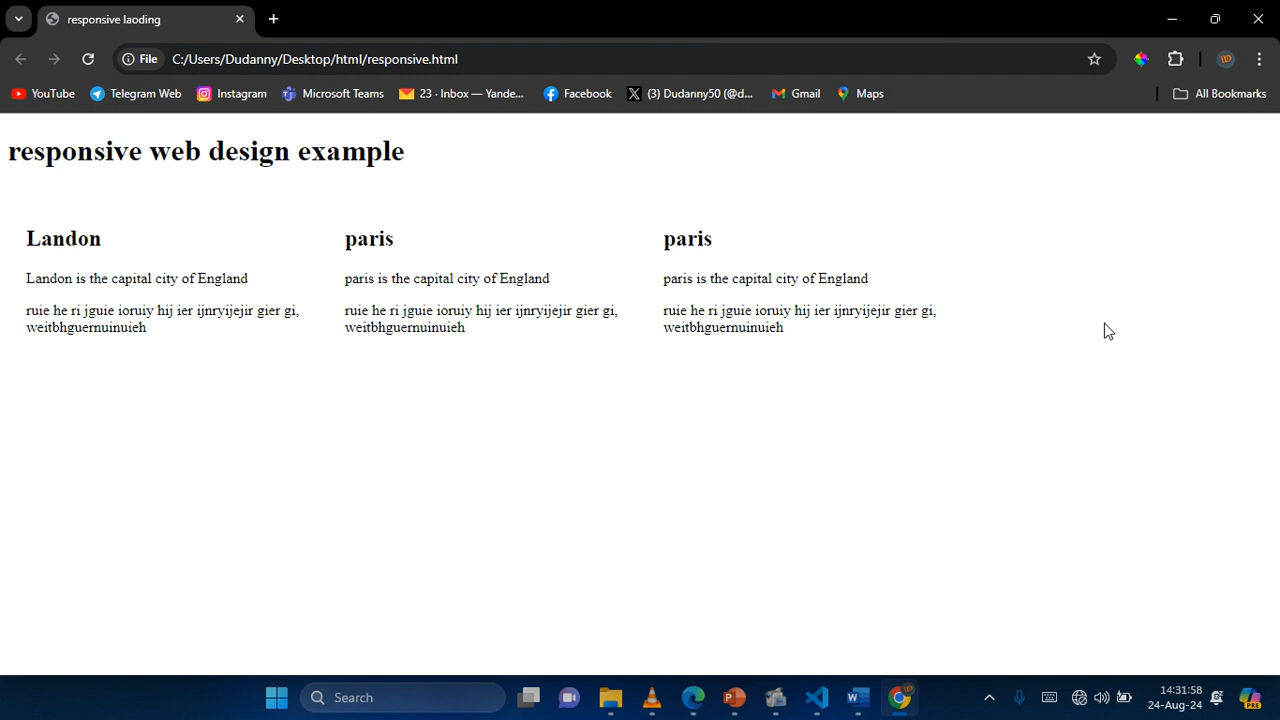 responsive laoding
File C:/Users/Dudanny/Desktop/html/responsive.html
YouTube Telegram Web Instagram Microsoft Teams 23 · Inbox — Yande... Facebook (3) Dudanny50 (@d... Gmail Maps All Bookmarks
responsive web design example
Landon paris paris
Landon is the capital city of England paris is the capital city of England paris is the capital city of England
ruie he ri jguie ioruiy hij ier ijnryijejir gier gi, ruie he ri jguie ioruiy hij ier ijnryijejir gier gi, ruie he ri jguie ioruiy hij ier ijnryijejir gier gi,
weitbhguernuinuieh weitbhguernuinuieh weitbhguernuinuieh
Search
14:31:58
24-Aug-24
PRE